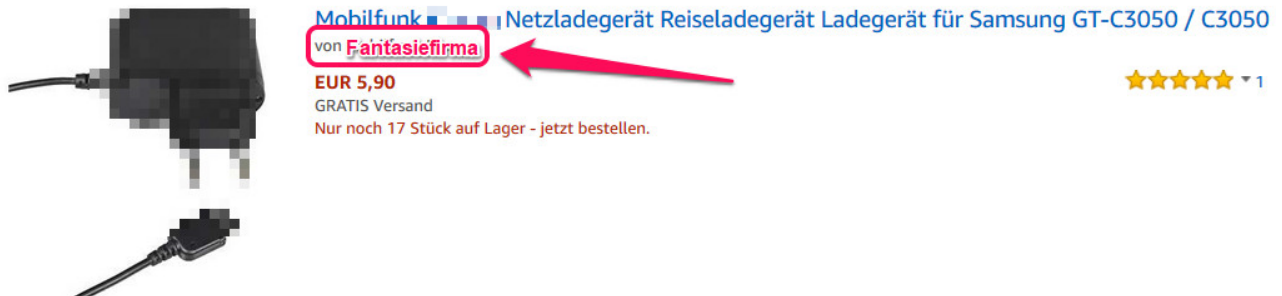 Mobilfunk Netzladegerät Reiseladegerät Ladegerät für Samsung GT-C3050 / C3050
von Fantasiefirma
EUR 5,90
1
GRATIS Versand
Nur noch 17 Stück auf Lager - jetzt bestellen.